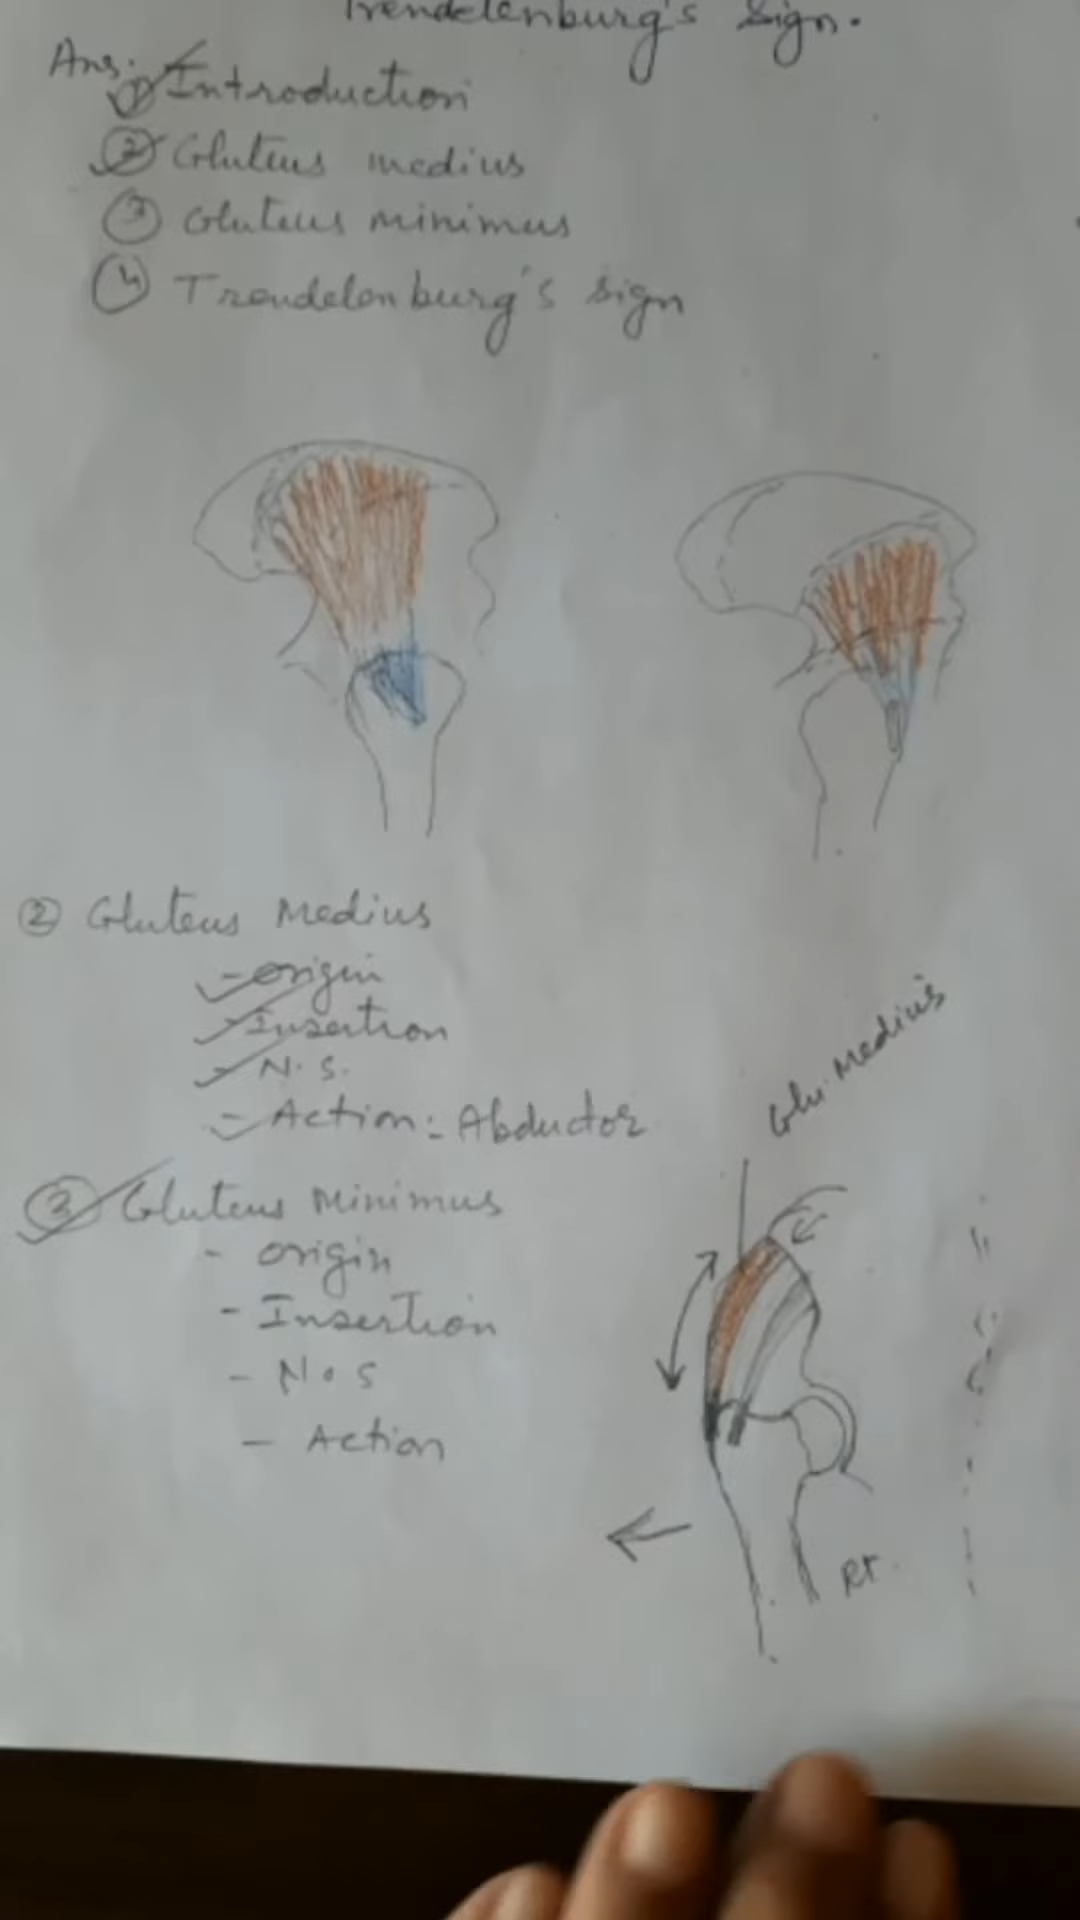 Trendelenburg's Sign.
Ans.
① Introduction
② Gluteus medius
③ Gluteus minimus
④ Trendelenburg's sign
② Gluteus Medius
- origin
- Insertion
- N. S.
- Action: Abductor
Glu. Medius
③ Gluteus Minimus
- origin
- Insertion
- N. S
- Action
RT.